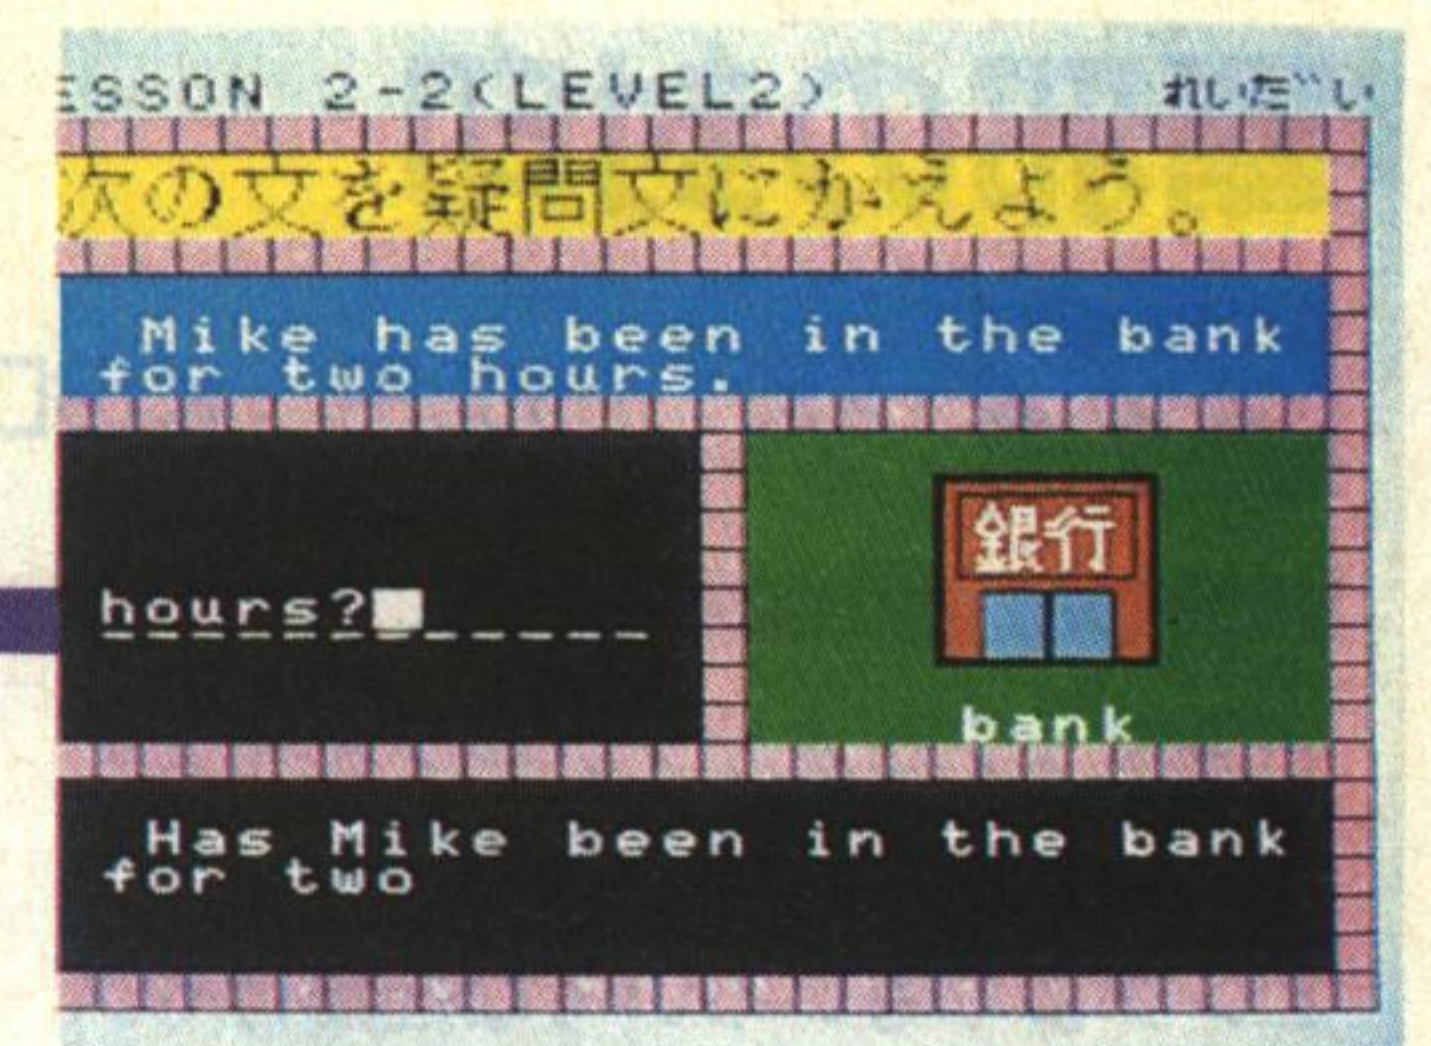 ESSON 2-2(LEVEL2) れいだ゛い
次の文を疑問文にかえよう。
Mike has been in the bank
for two hours.
銀行
hours?
bank
Has Mike been in the bank
for two